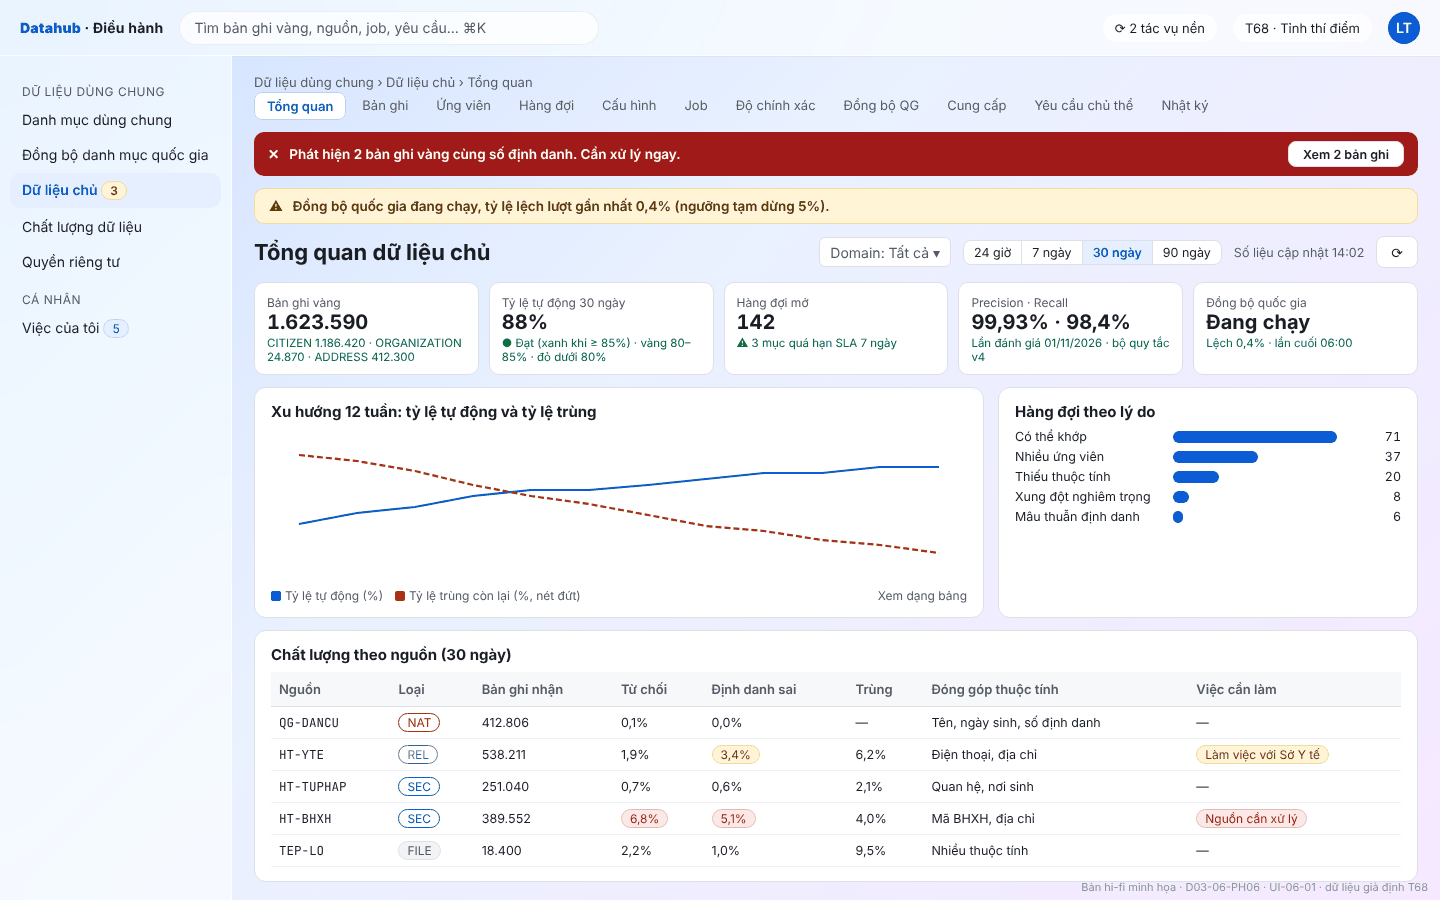 Datahub · Điều hành
Tìm bản ghi vàng, nguồn, job, yêu cầu... ⌘K
⟳ 2 tác vụ nền
T68 · Tỉnh thí điểm
LT
DỮ LIỆU DÙNG CHUNG
Danh mục dùng chung
Đồng bộ danh mục quốc gia
Dữ liệu chủ 3
Chất lượng dữ liệu
Quyền riêng tư
CÁ NHÂN
Việc của tôi 5
Dữ liệu dùng chung › Dữ liệu chủ › Tổng quan
Tổng quan Bản ghi Ứng viên Hàng đợi Cấu hình Job Độ chính xác Đồng bộ QG Cung cấp Yêu cầu chủ thể Nhật ký
✕ Phát hiện 2 bản ghi vàng cùng số định danh. Cần xử lý ngay.
Xem 2 bản ghi
⚠ Đồng bộ quốc gia đang chạy, tỷ lệ lệch lượt gần nhất 0,4% (ngưỡng tạm dừng 5%).
Tổng quan dữ liệu chủ
Domain: Tất cả ▾
24 giờ 7 ngày 30 ngày 90 ngày
Số liệu cập nhật 14:02
⟳
Bản ghi vàng
1.623.590
CITIZEN 1.186.420 · ORGANIZATION
24.870 · ADDRESS 412.300
Tỷ lệ tự động 30 ngày
88%
● Đạt (xanh khi ≥ 85%) · vàng 80–
85% · đỏ dưới 80%
Hàng đợi mở
142
⚠ 3 mục quá hạn SLA 7 ngày
Precision · Recall
99,93% · 98,4%
Lần đánh giá 01/11/2026 · bộ quy tắc
v4
Đồng bộ quốc gia
Đang chạy
Lệch 0,4% · lần cuối 06:00
Xu hướng 12 tuần: tỷ lệ tự động và tỷ lệ trùng
Tỷ lệ tự động (%) Tỷ lệ trùng còn lại (%, nét đứt)
Xem dạng bảng
Hàng đợi theo lý do
Có thể khớp 71
Nhiều ứng viên 37
Thiếu thuộc tính 20
Xung đột nghiêm trọng 8
Mâu thuẫn định danh 6
Chất lượng theo nguồn (30 ngày)
Nguồn Loại Bản ghi nhận Từ chối Định danh sai Trùng Đóng góp thuộc tính Việc cần làm
QG-DANCU NAT 412.806 0,1% 0,0% — Tên, ngày sinh, số định danh —
HT-YTE REL 538.211 1,9% 3,4% 6,2% Điện thoại, địa chỉ Làm việc với Sở Y tế
HT-TUPHAP SEC 251.040 0,7% 0,6% 2,1% Quan hệ, nơi sinh —
HT-BHXH SEC 389.552 6,8% 5,1% 4,0% Mã BHXH, địa chỉ Nguồn cần xử lý
TEP-LO FILE 18.400 2,2% 1,0% 9,5% Nhiều thuộc tính —
Bản hi-fi minh họa · D03-06-PH06 · UI-06-01 · dữ liệu giả định T68